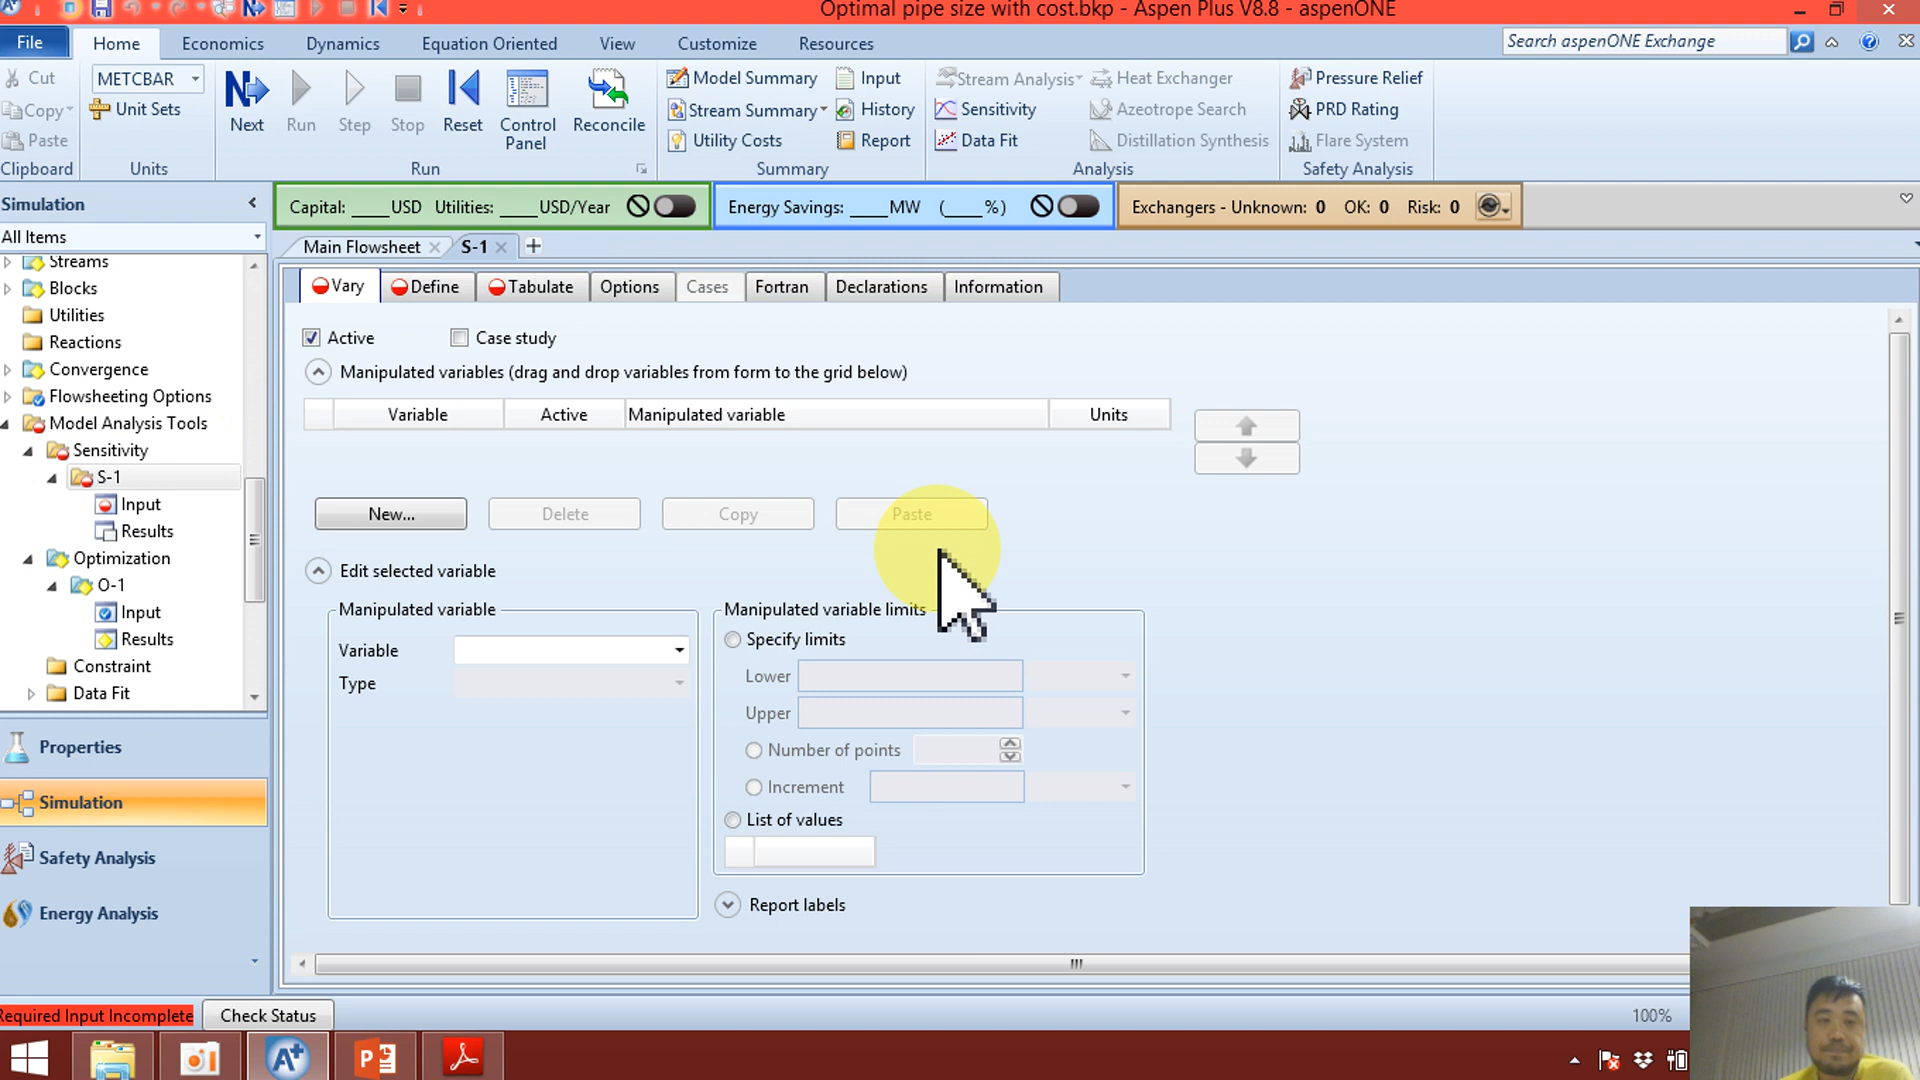 Optimal pipe size with cost.bkp - Aspen Plus V8.8 - aspenONE
File Home Economics Dynamics Equation Oriented View Customize Resources Search aspenONE Exchange
Cut
Copy
Paste
Clipboard
METCBAR
Unit Sets
Units
Next Run Step Stop Reset Control Panel Reconcile
Run
Model Summary Input
Stream Summary History
Utility Costs Report
Summary
Stream Analysis Heat Exchanger
Sensitivity Azeotrope Search
Data Fit Distillation Synthesis
Analysis
Pressure Relief
PRD Rating
Flare System
Safety Analysis
Capital: ____USD Utilities: ____USD/Year
Energy Savings: ____MW (____%)
Exchangers - Unknown: 0 OK: 0 Risk: 0
Simulation
All Items
Streams
Blocks
Utilities
Reactions
Convergence
Flowsheeting Options
Model Analysis Tools
Sensitivity
S-1
Input
Results
Optimization
O-1
Input
Results
Constraint
Data Fit
Properties
Simulation
Safety Analysis
Energy Analysis
Main Flowsheet S-1
Vary Define Tabulate Options Cases Fortran Declarations Information
Active Case study
Manipulated variables (drag and drop variables from form to the grid below)
Variable Active Manipulated variable Units
New... Delete Copy Paste
Edit selected variable
Manipulated variable
Variable
Type
Manipulated variable limits
Specify limits
Lower
Upper
Number of points
Increment
List of values
Report labels
Required Input Incomplete Check Status 100%